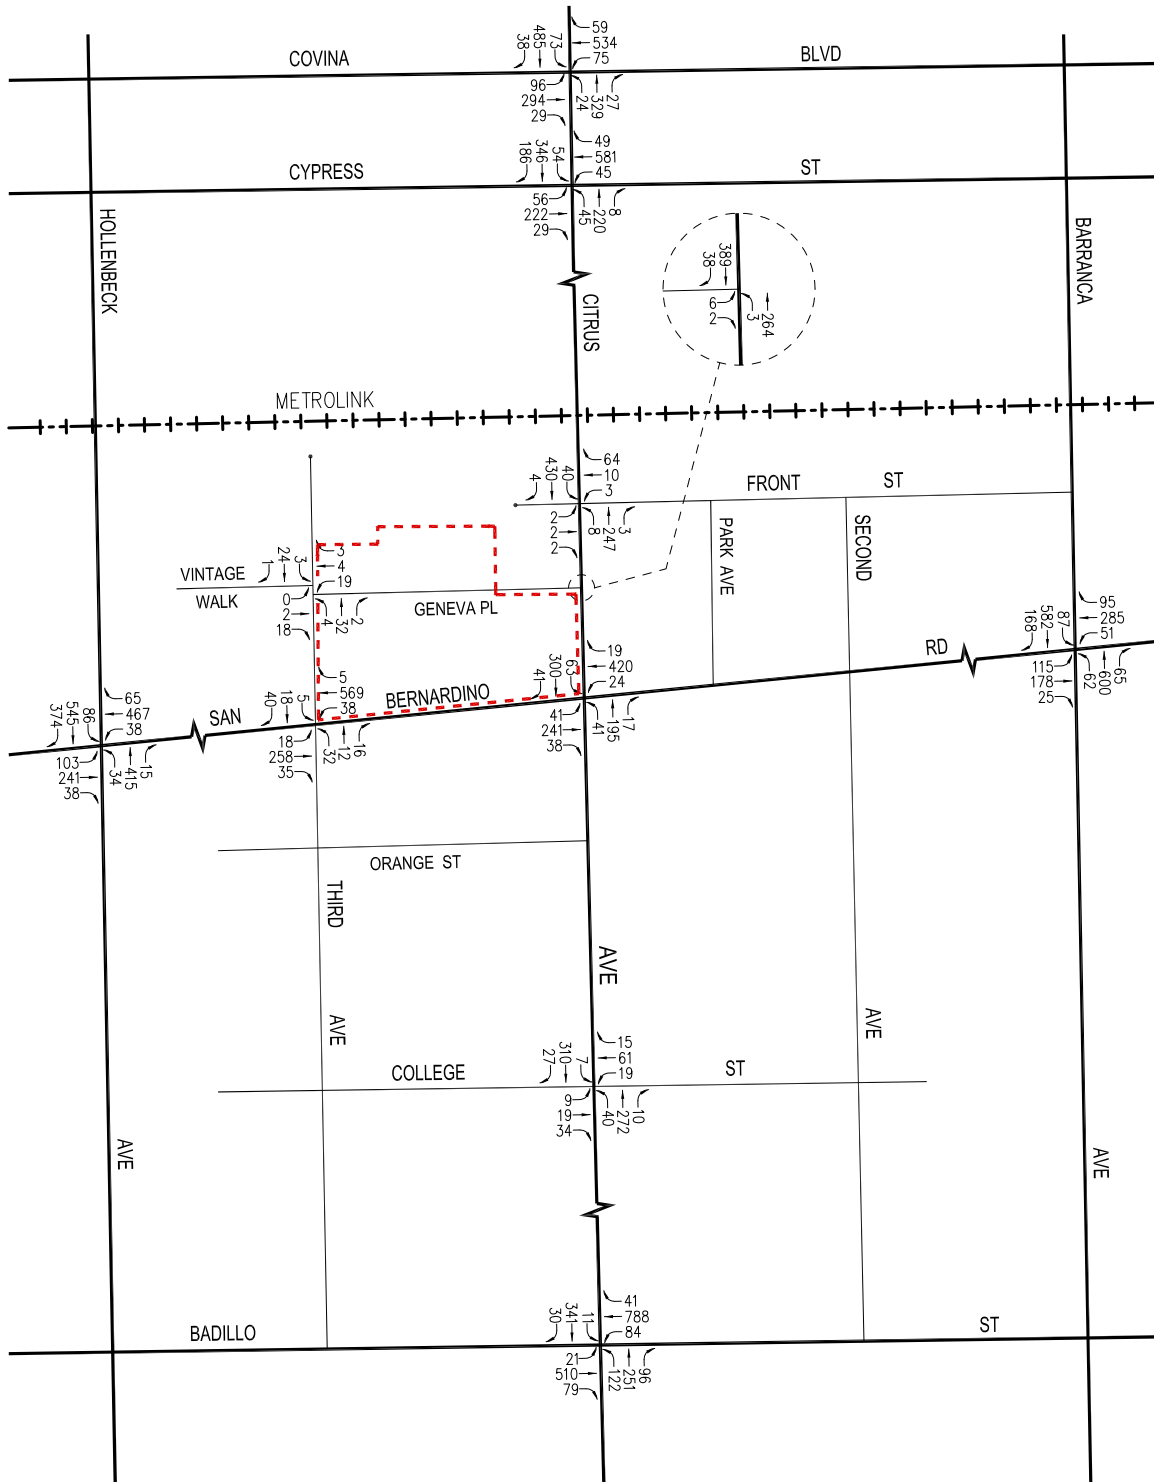 COVINA BLVD
38 485 73
59
534
75
96
294
29
24 329 27
CYPRESS ST
186 346 54
49
581
45
56
222
29
45 220 8
HOLLENBECK
CITRUS
BARRANCA
38 389
6
2
3 264
METROLINK
4 430 40
64
10
3
2
2
2
8 247 3
FRONT ST
PARK AVE
SECOND
VINTAGE
WALK
1 24 3
3
4
19
0
2
18
4 32 2
GENEVA PL
41 300 63
19
420
24
41
241
38
41 195 17
SAN BERNARDINO RD
40 18 5
5
569
38
18
258
35
32 12 16
374 545 86
65
467
38
103
241
38
34 415 15
168 582 87
95
285
51
115
178
25
62 600 65
ORANGE ST
THIRD
AVE
AVE
AVE
COLLEGE ST
27 310 7
15
61
19
9
19
34
40 272 10
AVE
AVE
BADILLO ST
30 341 11
41
788
84
21
510
79
122 251 96